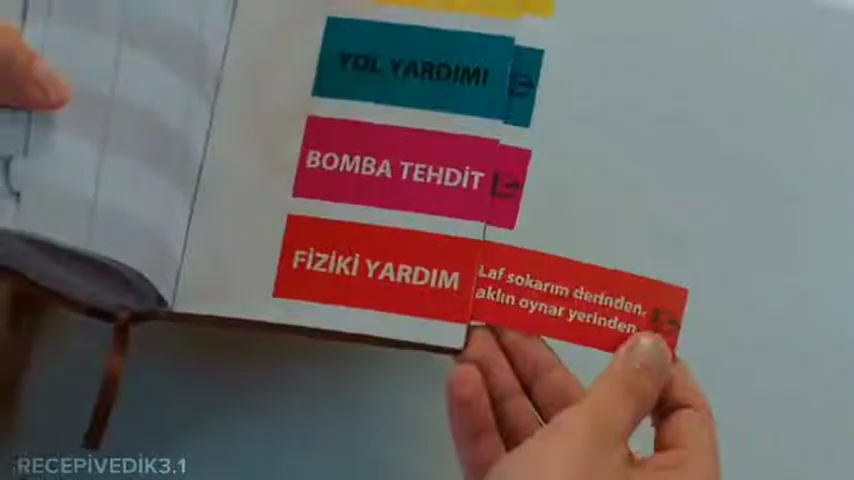 YOL YARDIMI
BOMBA TEHDİT
FİZİKİ YARDIM
Laf sokarım derinden,
aklın oynar yerinden.
RECEPİVEDİK3.1